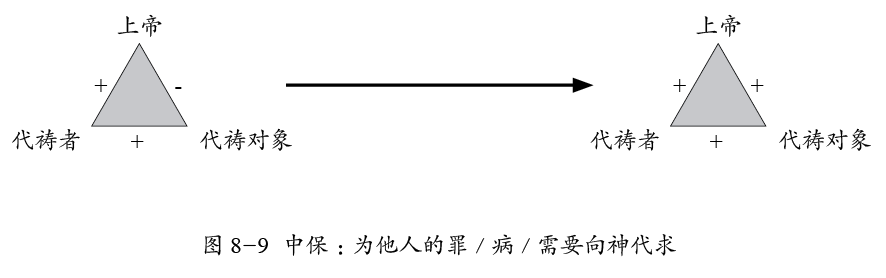 上帝
上帝
+
-
+
+
代祷者
+
代祷对象
代祷者
+
代祷对象
图 8-9 中保：为他人的罪 / 病 / 需要向神代求